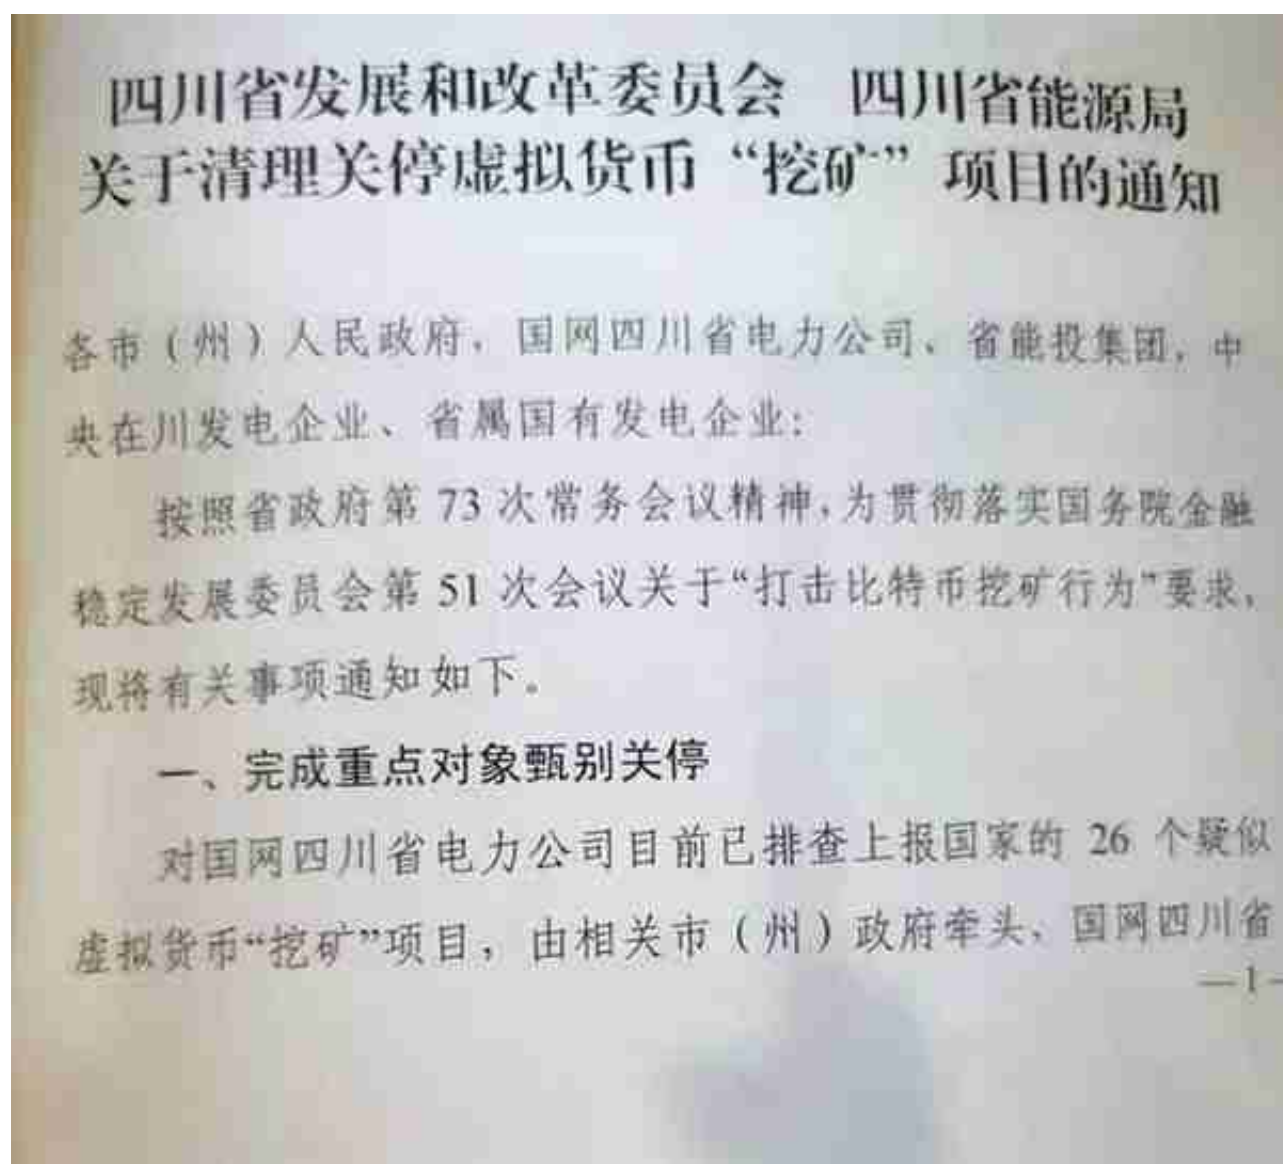 四川省发展和改革委员会 四川省能源局
关于清理关停虚拟货币“挖矿”项目的通知
各市（州）人民政府，国网四川省电力公司、省能投集团，中
央在川发电企业、省属国有发电企业：
按照省政府第 73 次常务会议精神，为贯彻落实国务院金融
稳定发展委员会第 51 次会议关于“打击比特币挖矿行为”要求，
现将有关事项通知如下。
一、完成重点对象甄别关停
对国网四川省电力公司目前已排查上报国家的 26 个疑似
虚拟货币“挖矿”项目，由相关市（州）政府牵头、国网四川省
—1—